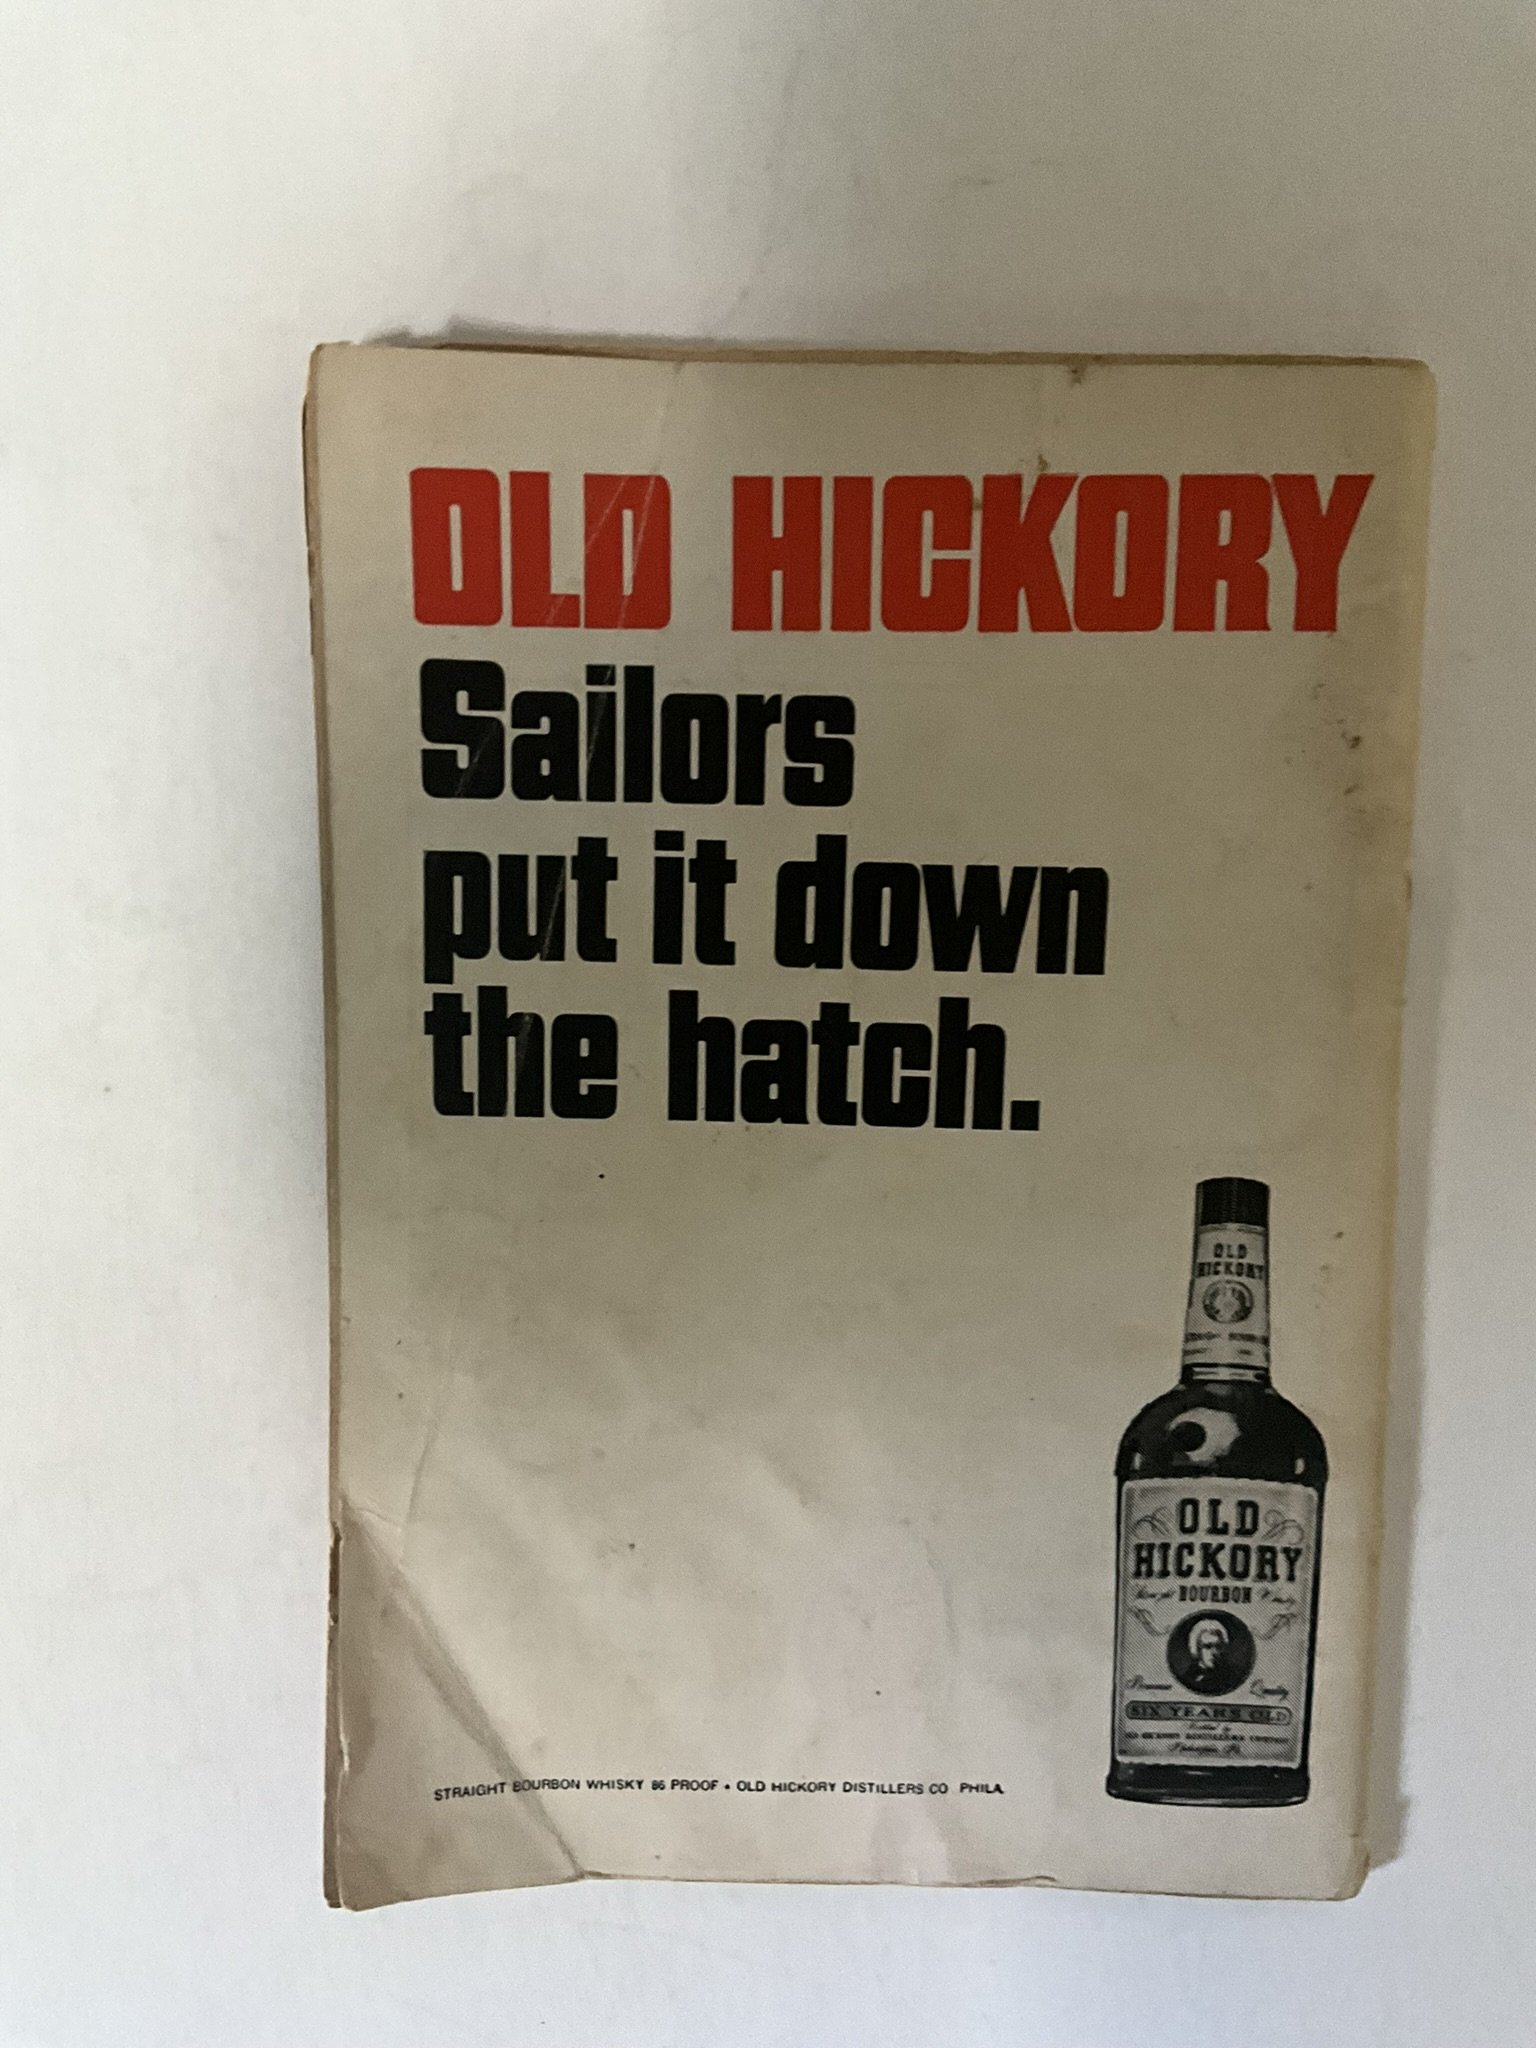 OLD HICKORY
Sailors
put it down
the hatch.
OLD
HICKORY
OLD
HICKORY
BOURBON
Quality
SIX YEARS OLD
STRAIGHT BOURBON WHISKY 86 PROOF • OLD HICKORY DISTILLERS CO PHILA